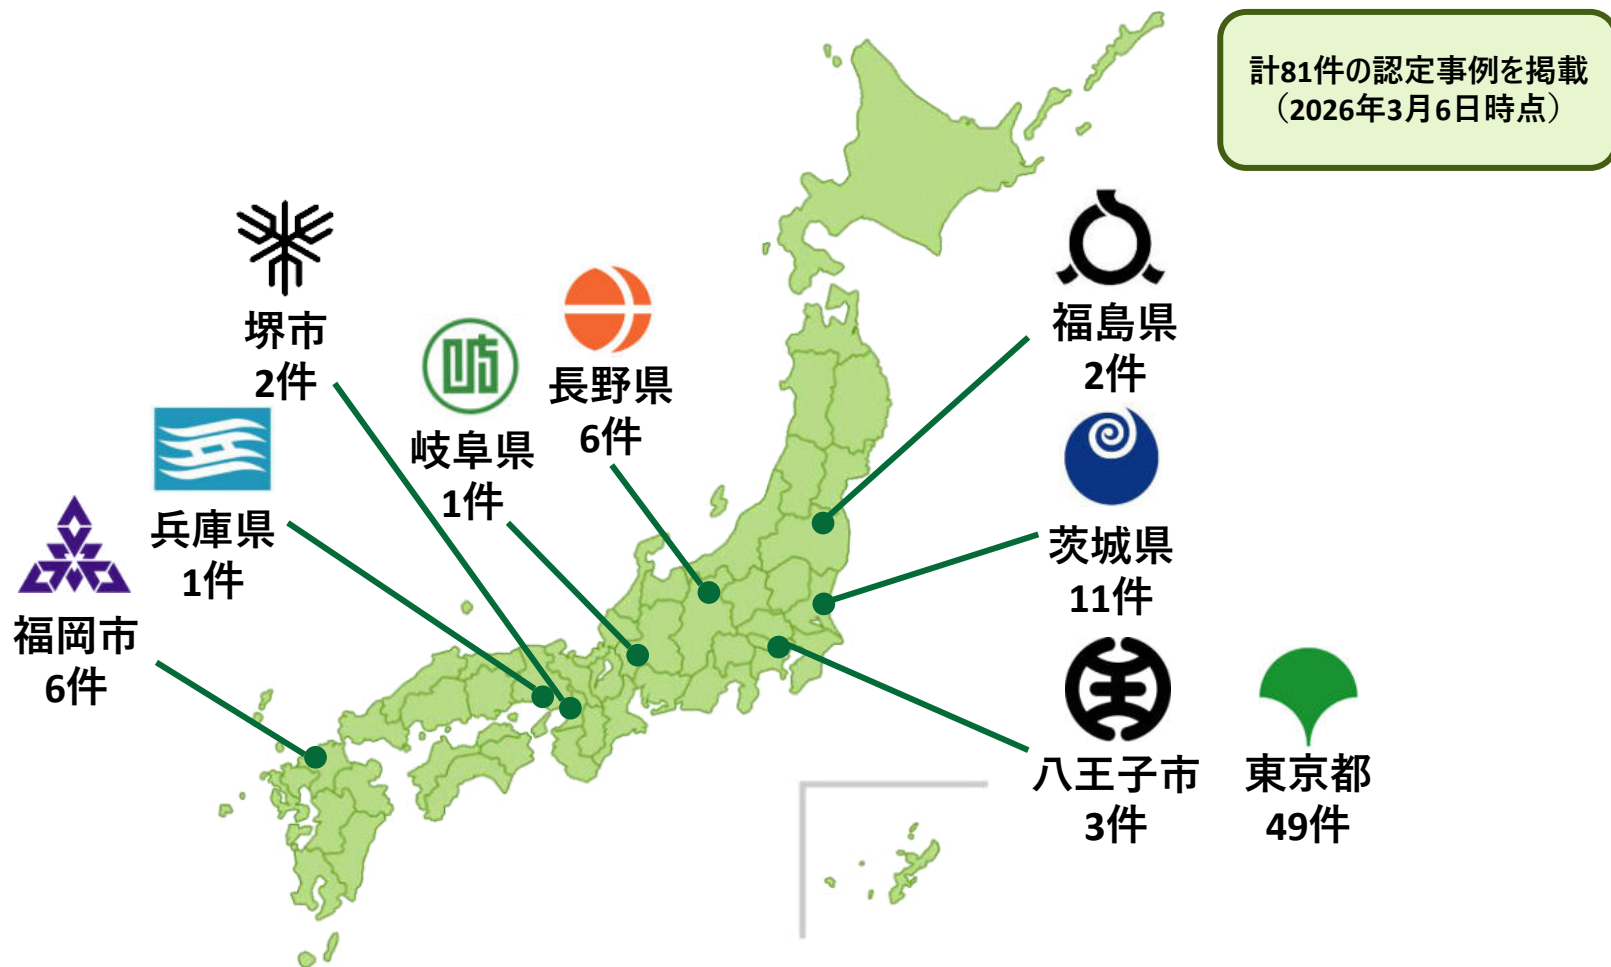 計81件の認定事例を掲載
（2026年3月6日時点）
堺市
2件
岐阜県
1件
長野県
6件
福島県
2件
兵庫県
1件
茨城県
11件
福岡市
6件
八王子市
3件
東京都
49件